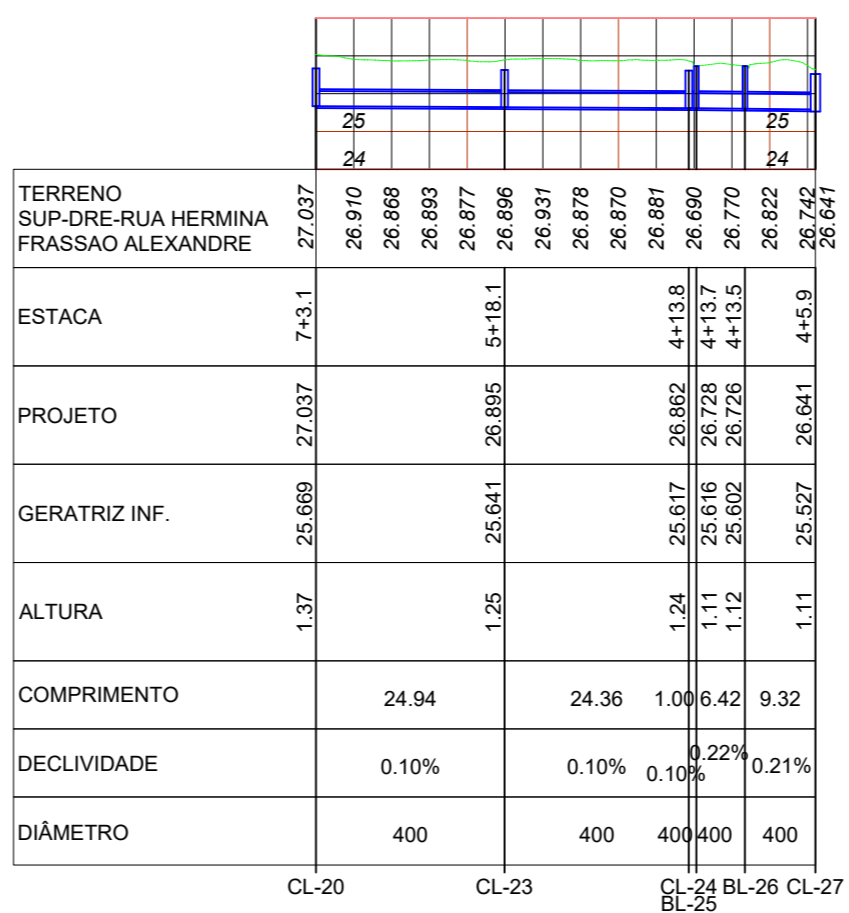 25 25
24 24
TERRENO
SUP-DRE-RUA HERMINA
FRASSAO ALEXANDRE
27.037 26.910 26.868 26.893 26.877 26.896 26.931 26.878 26.870 26.881 26.690 26.770 26.822 26.742 26.641
ESTACA 7+3.1 5+18.1 4+13.8 4+13.7 4+13.5 4+5.9
PROJETO 27.037 26.895 26.862 26.728 26.726 26.641
GERATRIZ INF. 25.669 25.641 25.617 25.616 25.602 25.527
ALTURA 1.37 1.25 1.24 1.11 1.12 1.11
COMPRIMENTO 24.94 24.36 1.00 6.42 9.32
DECLIVIDADE 0.10% 0.10% 0.10% 0.22% 0.21%
DIÂMETRO 400 400 400 400 400
CL-20 CL-23 CL-24 BL-26 CL-27
BL-25